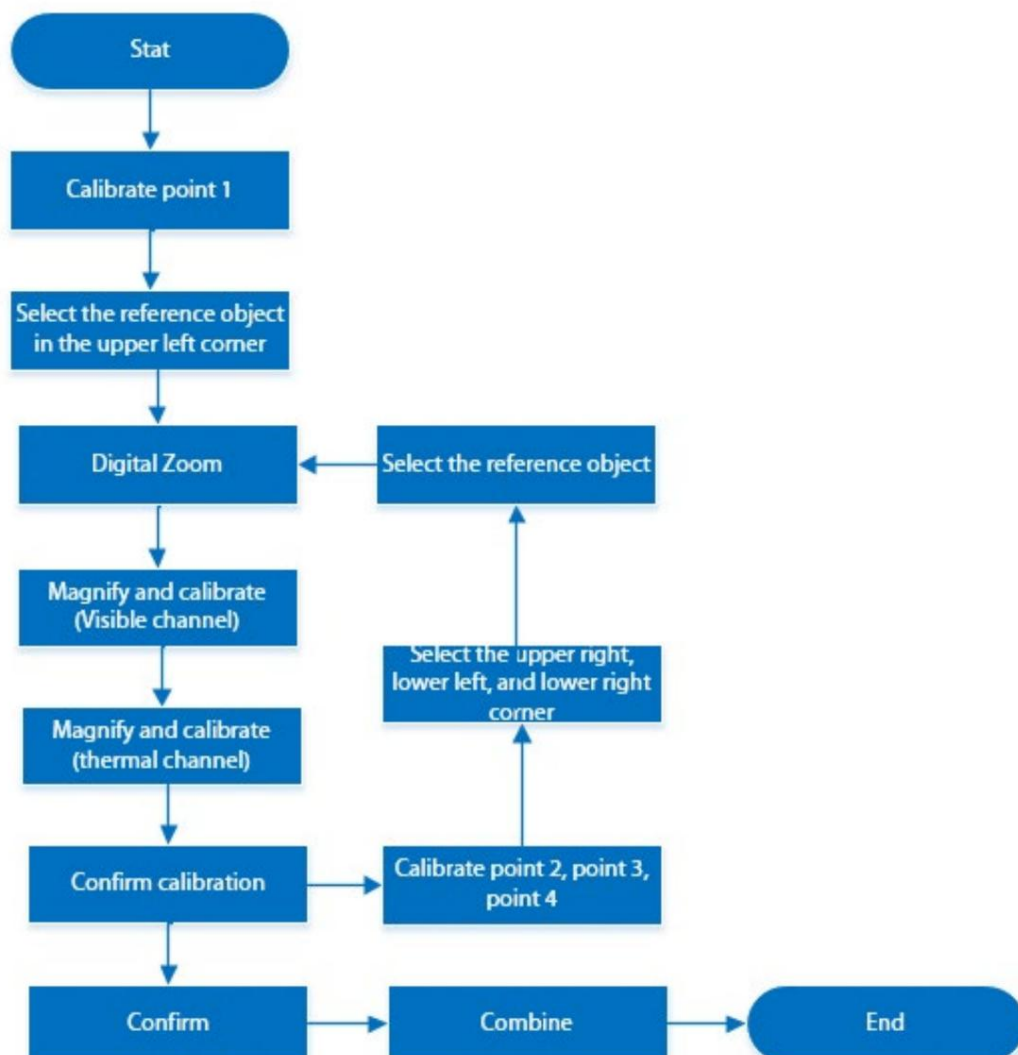 Stat
Calibrate point 1
Select the reference object
in the upper left corner
Digital Zoom
Select the reference object
Magnify and calibrate
(Visible channel)
Select the upper right,
lower left, and lower right
corner
Magnify and calibrate
(thermal channel)
Confirm calibration
Calibrate point 2, point 3,
point 4
Confirm
Combine
End